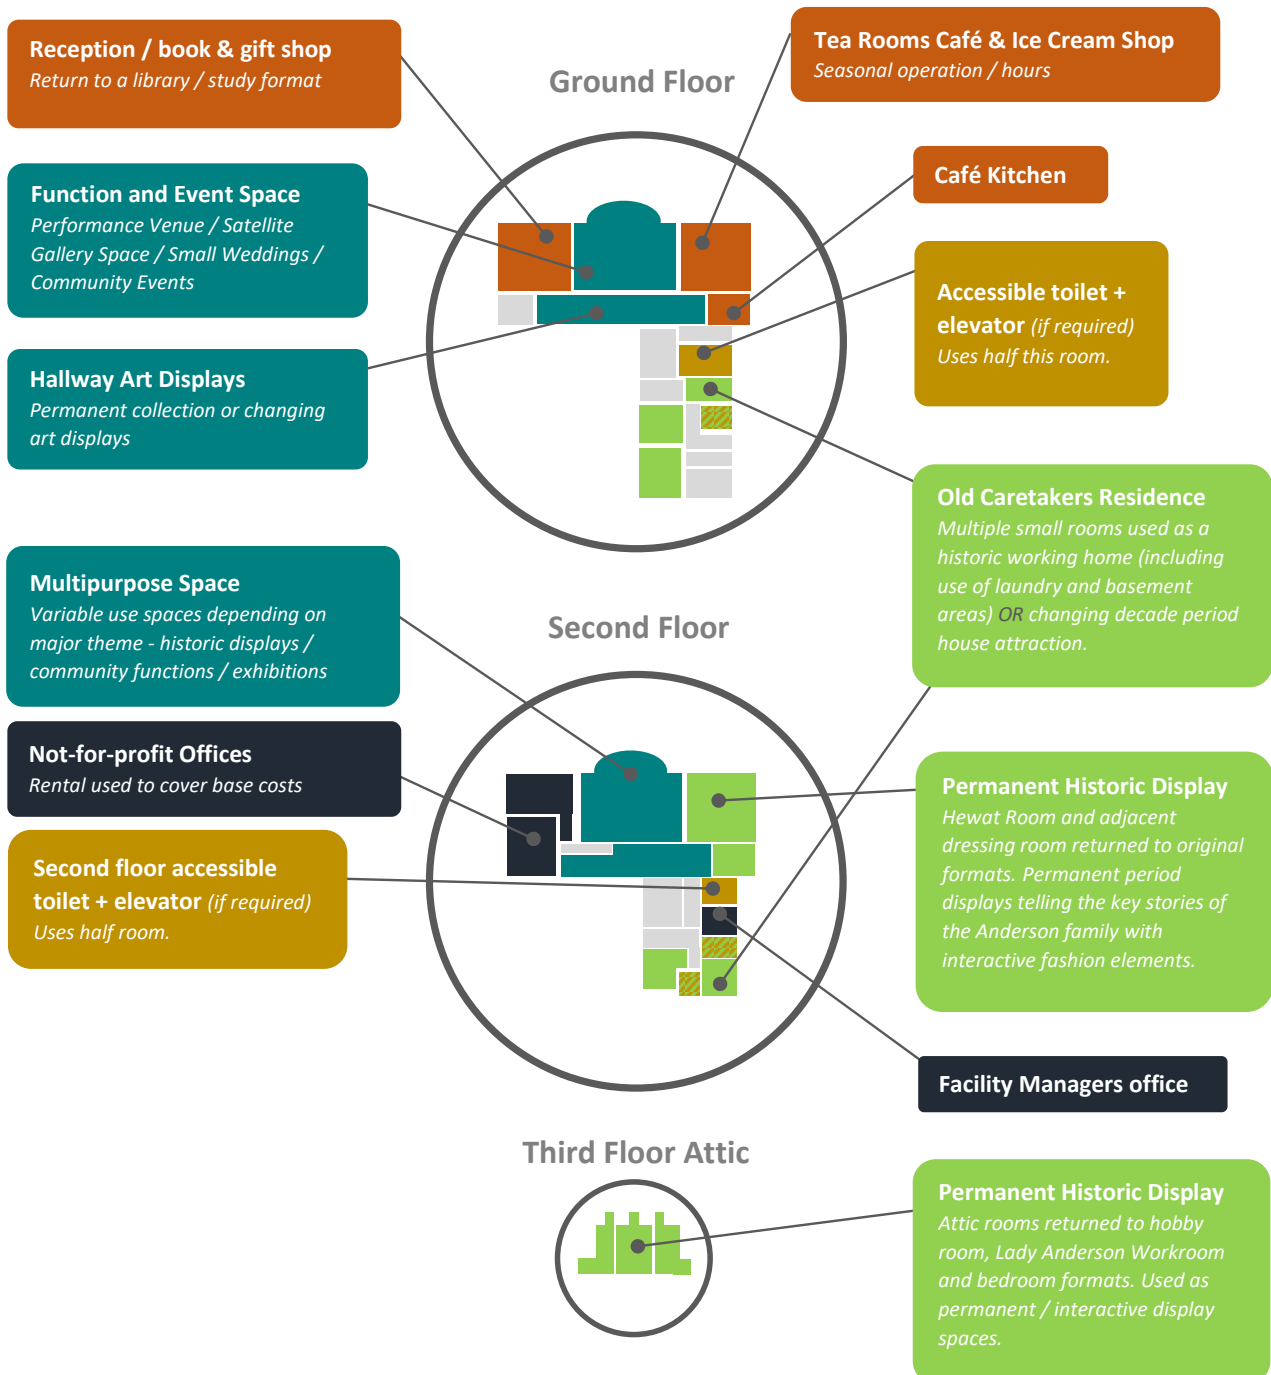 Reception / book & gift shop
Return to a library / study format
Ground Floor
Tea Rooms Café & Ice Cream Shop
Seasonal operation / hours
Function and Event Space
Performance Venue / Satellite
Gallery Space / Small Weddings /
Community Events
Café Kitchen
Accessible toilet +
elevator (if required)
Uses half this room.
Hallway Art Displays
Permanent collection or changing
art displays
Old Caretakers Residence
Multiple small rooms used as a
historic working home (including
use of laundry and basement
areas) OR changing decade period
house attraction.
Second Floor
Multipurpose Space
Variable use spaces depending on
major theme - historic displays /
community functions / exhibitions
Not-for-profit Offices
Rental used to cover base costs
Second floor accessible
toilet + elevator (if required)
Uses half room.
Permanent Historic Display
Hewat Room and adjacent
dressing room returned to original
formats. Permanent period
displays telling the key stories of
the Anderson family with
interactive fashion elements.
Facility Managers office
Third Floor Attic
Permanent Historic Display
Attic rooms returned to hobby
room, Lady Anderson Workroom
and bedroom formats. Used as
permanent / interactive display
spaces.